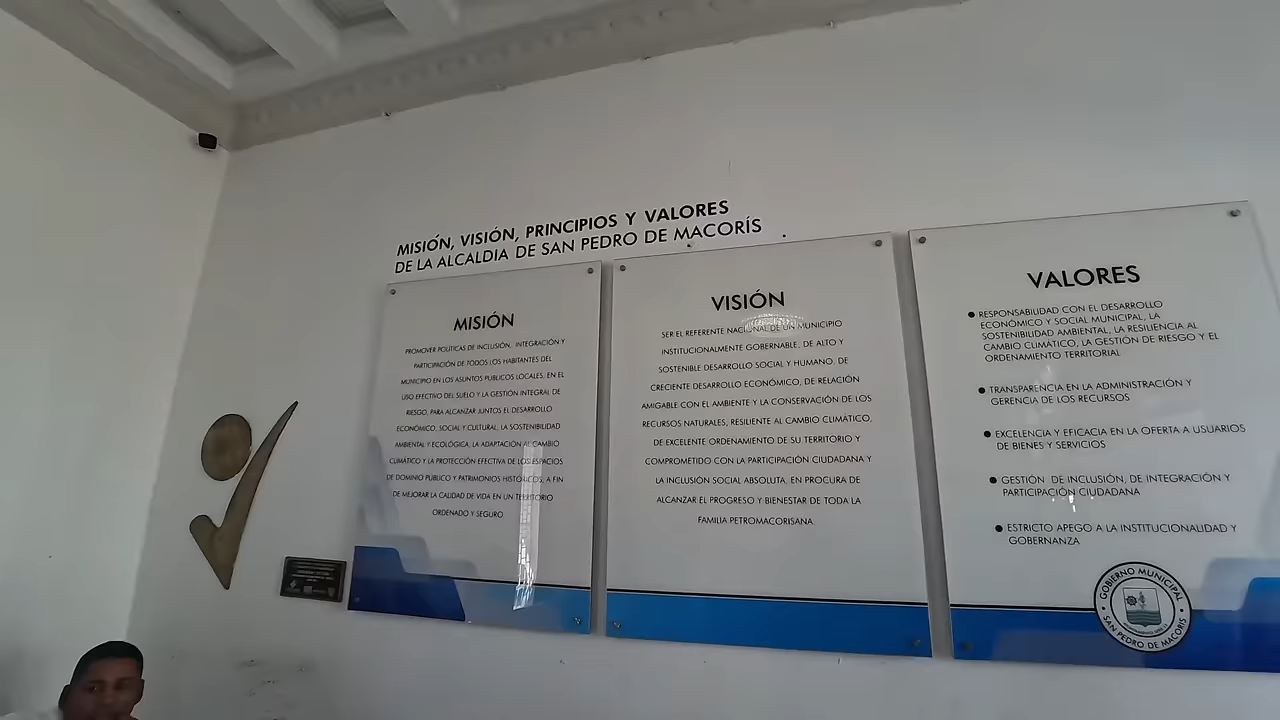 MISIÓN, VISIÓN, PRINCIPIOS Y VALORES
DE LA ALCALDIA DE SAN PEDRO DE MACORÍS
MISIÓN
PROMOVER POLÍTICAS DE INCLUSIÓN, INTEGRACIÓN Y
PARTICIPACIÓN DE TODOS LOS HABITANTES DEL
MUNICIPIO EN LOS ASUNTOS PÚBLICOS LOCALES, EN EL
USO EFECTIVO DEL SUELO Y LA GESTIÓN INTEGRAL DE
RIESGO, PARA ALCANZAR JUNTOS EL DESARROLLO
ECONÓMICO, SOCIAL Y CULTURAL, LA SOSTENIBILIDAD
AMBIENTAL Y ECOLÓGICA, LA ADAPTACIÓN AL CAMBIO
CLIMÁTICO Y LA PROTECCIÓN EFECTIVA DE LOS ESPACIOS
DE DOMINIO PÚBLICO Y PATRIMONIOS HISTÓRICOS, A FIN
DE MEJORAR LA CALIDAD DE VIDA EN UN TERRITORIO
ORDENADO Y SEGURO
VISIÓN
SER EL REFERENTE NACIONAL DE UN MUNICIPIO
INSTITUCIONALMENTE GOBERNABLE, DE ALTO Y
SOSTENIBLE DESARROLLO SOCIAL Y HUMANO, DE
CRECIENTE DESARROLLO ECONÓMICO, DE RELACIÓN
AMIGABLE CON EL AMBIENTE Y LA CONSERVACIÓN DE LOS
RECURSOS NATURALES, RESILIENTE AL CAMBIO CLIMÁTICO,
DE EXCELENTE ORDENAMIENTO DE SU TERRITORIO Y
COMPROMETIDO CON LA PARTICIPACIÓN CIUDADANA Y
LA INCLUSIÓN SOCIAL ABSOLUTA, EN PROCURA DE
ALCANZAR EL PROGRESO Y BIENESTAR DE TODA LA
FAMILIA PETROMACORISANA.
VALORES
● RESPONSABILIDAD CON EL DESARROLLO
ECONÓMICO Y SOCIAL MUNICIPAL, LA
SOSTENIBILIDAD AMBIENTAL, LA RESILIENCIA AL
CAMBIO CLIMÁTICO, LA GESTIÓN DE RIESGO Y EL
ORDENAMIENTO TERRITORIAL
● TRANSPARENCIA EN LA ADMINISTRACIÓN Y
GERENCIA DE LOS RECURSOS
● EXCELENCIA Y EFICACIA EN LA OFERTA A USUARIOS
DE BIENES Y SERVICIOS
● GESTIÓN DE INCLUSIÓN, DE INTEGRACIÓN Y
PARTICIPACIÓN CIUDADANA
● ESTRICTO APEGO A LA INSTITUCIONALIDAD Y
GOBERNANZA
GOBIERNO MUNICIPAL
SAN PEDRO DE MACORIS